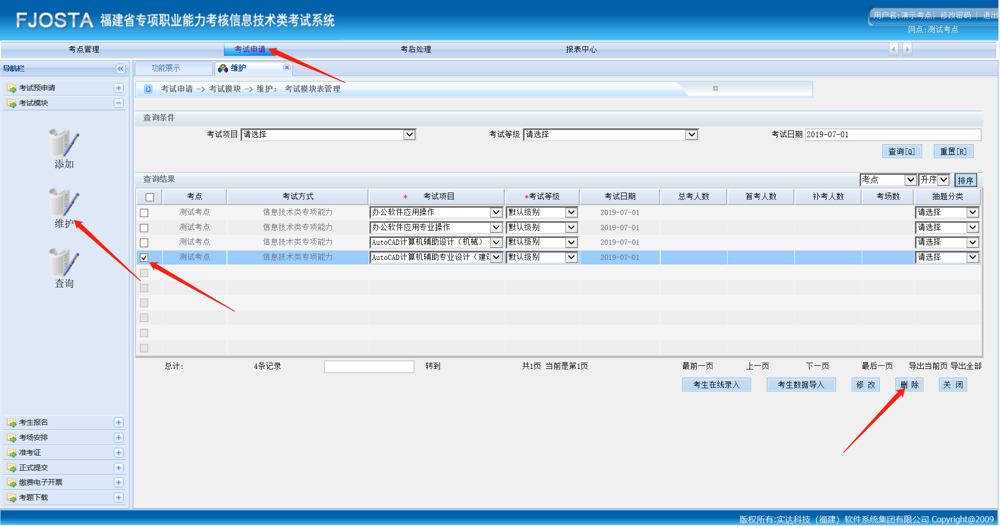 FJOSTA 福建省专项职业能力考核信息技术类考试系统
用户名:演示考点| 修改密码 | 退出
网点:测试考点
考点管理 考试申请 考后处理 报表中心
导航栏
功能展示 维护
考试预申请
考试模块
添加
维护
查询
考生报名
考场安排
准考证
正式提交
缴费电子开票
考题下载
考试申请 -> 考试模块 -> 维护: 考试模块表管理
查询条件
考试项目 请选择 考试等级 请选择 考试日期 2019-07-01
查询[Q] 重置[R]
查询结果 考点 升序 排序
考点 考试方式 * 考试项目 *考试等级 考试日期 总考人数 首考人数 补考人数 考场数 抽题分类
测试考点 信息技术类专项能力 办公软件应用操作 默认级别 2019-07-01 请选择
测试考点 信息技术类专项能力 办公软件应用专业操作 默认级别 2019-07-01 请选择
测试考点 信息技术类专项能力 AutoCAD计算机辅助设计（机械） 默认级别 2019-07-01 请选择
测试考点 信息技术类专项能力 AutoCAD计算机辅助专业设计（建 默认级别 2019-07-01 请选择
总计: 4条记录 转到 共1页 当前是第1页 最前一页 上一页 下一页 最后一页 导出当前页 导出全部
考生在线录入 考生数据导入 修 改 删 除 关 闭
版权所有:实达科技（福建）软件系统集团有限公司 Copyright@2009